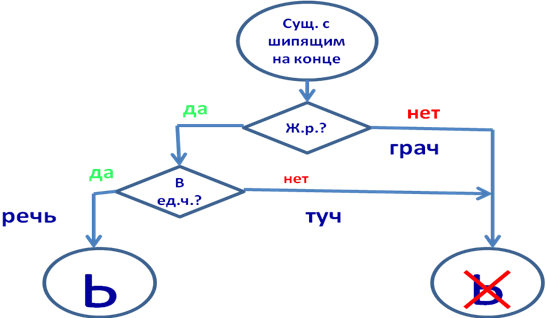 Сущ. с
шипящим
на конце
да
Ж.р.?
нет
грач
да
В
ед.ч.?
нет
речь
туч
Ь
Ь